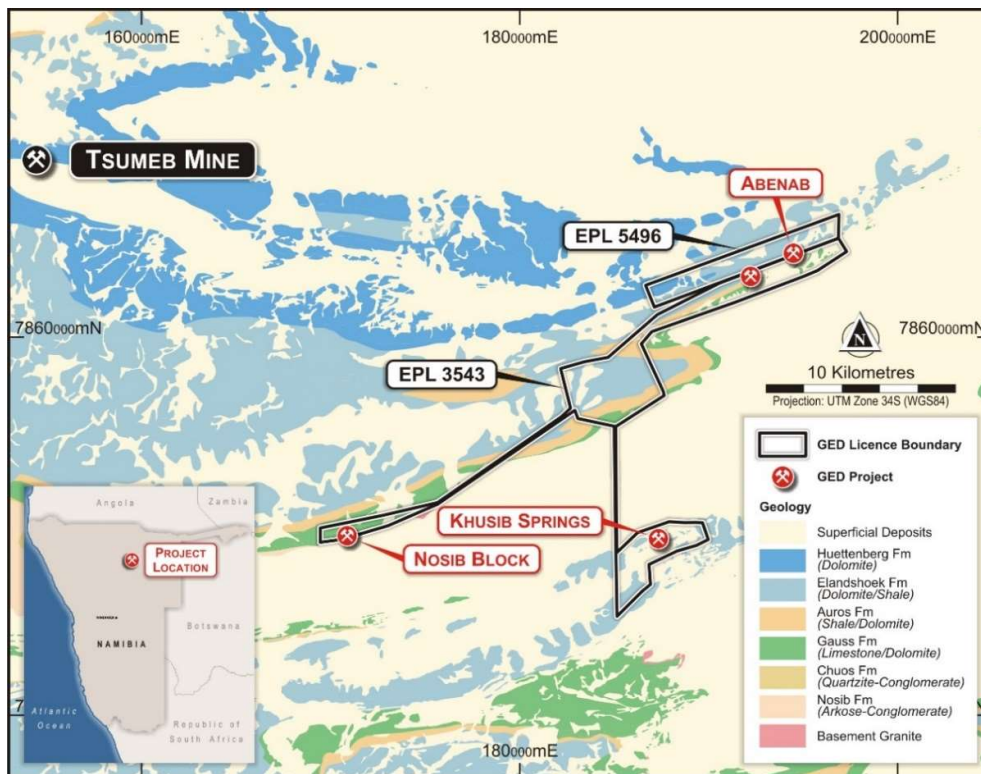 160000mE
180000mE
200000mE
TSUMEB MINE
ABENAB
EPL 5496
7860000mN
7860000mN
N
EPL 3543
10 Kilometres
Projection: UTM Zone 34S (WGS84)
GED Licence Boundary
GED Project
Geology
Superficial Deposits
Huettenberg Fm
(Dolomite)
Elandshoek Fm
(Dolomite/Shale)
Auros Fm
(Shale/Dolomite)
Gauss Fm
(Limestone/Dolomite)
Chuos Fm
(Quartzite-Conglomerate)
Nosib Fm
(Arkose-Conglomerate)
Basement Granite
KHUSIB SPRINGS
NOSIB BLOCK
Angola
Zambia
PROJECT
LOCATION
NAMIBIA
Botswana
Atlantic
Ocean
Republic of
South Africa
7
180000mE